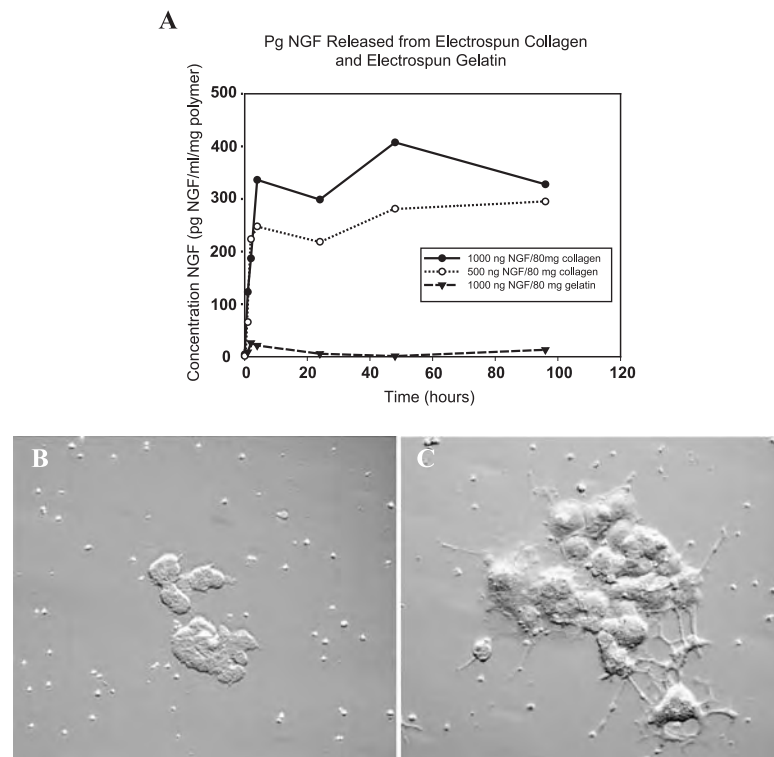 A
Pg NGF Released from Electrospun Collagen
and Electrospun Gelatin
Concentration NGF (pg NGF/ml/mg polymer)
500
400
300
200
100
0
0 20 40 60 80 100 120
Time (hours)
1000 ng NGF/80mg collagen
500 ng NGF/80 mg collagen
1000 ng NGF/80 mg gelatin
B
C